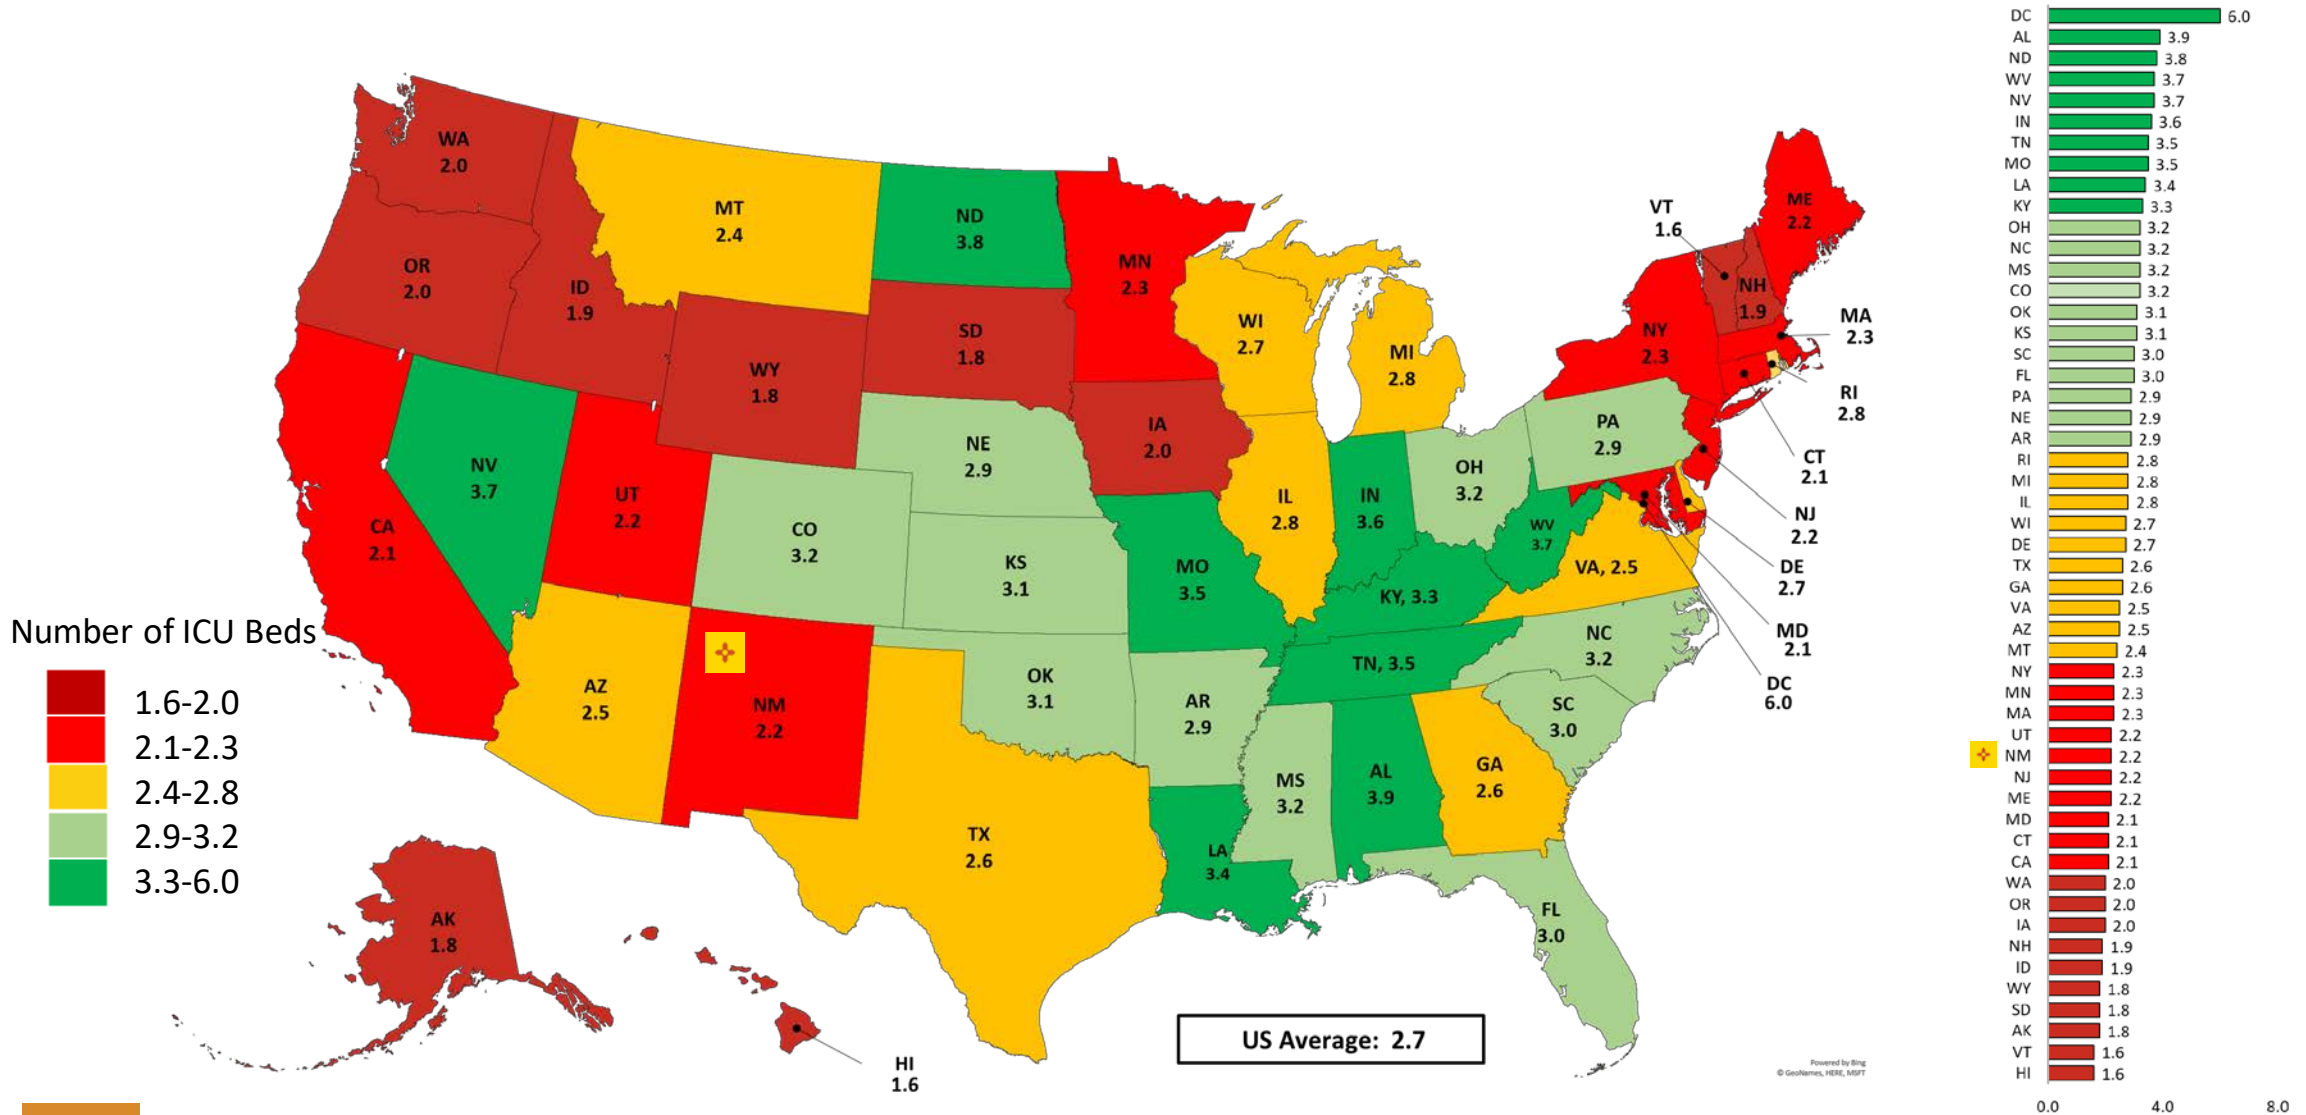 WA
2.0
OR
2.0
ID
1.9
MT
2.4
ND
3.8
MN
2.3
SD
1.8
WY
1.8
WI
2.7
MI
2.8
IA
2.0
NE
2.9
NV
3.7
UT
2.2
CA
2.1
CO
3.2
KS
3.1
MO
3.5
IL
2.8
IN
3.6
OH
3.2
PA
2.9
NY
2.3
VT
1.6
ME
2.2
NH
1.9
MA
2.3
RI
2.8
CT
2.1
NJ
2.2
DE
2.7
MD
2.1
DC
6.0
WV
3.7
VA, 2.5
KY, 3.3
TN, 3.5
NC
3.2
SC
3.0
AZ
2.5
NM
2.2
OK
3.1
AR
2.9
TX
2.6
LA
3.4
MS
3.2
AL
3.9
GA
2.6
FL
3.0
AK
1.8
HI
1.6
Number of ICU Beds
1.6-2.0
2.1-2.3
2.4-2.8
2.9-3.2
3.3-6.0
US Average: 2.7
Powered by Bing
© GeoNames, HERE, MSFT
DC 6.0
AL 3.9
ND 3.8
WV 3.7
NV 3.7
IN 3.6
TN 3.5
MO 3.5
LA 3.4
KY 3.3
OH 3.2
NC 3.2
MS 3.2
CO 3.2
OK 3.1
KS 3.1
SC 3.0
FL 3.0
PA 2.9
NE 2.9
AR 2.9
RI 2.8
MI 2.8
IL 2.8
WI 2.7
DE 2.7
TX 2.6
GA 2.6
VA 2.5
AZ 2.5
MT 2.4
NY 2.3
MN 2.3
MA 2.3
UT 2.2
NM 2.2
NJ 2.2
ME 2.2
MD 2.1
CT 2.1
CA 2.1
WA 2.0
OR 2.0
IA 2.0
NH 1.9
ID 1.9
WY 1.8
SD 1.8
AK 1.8
VT 1.6
HI 1.6
0.0 4.0 8.0